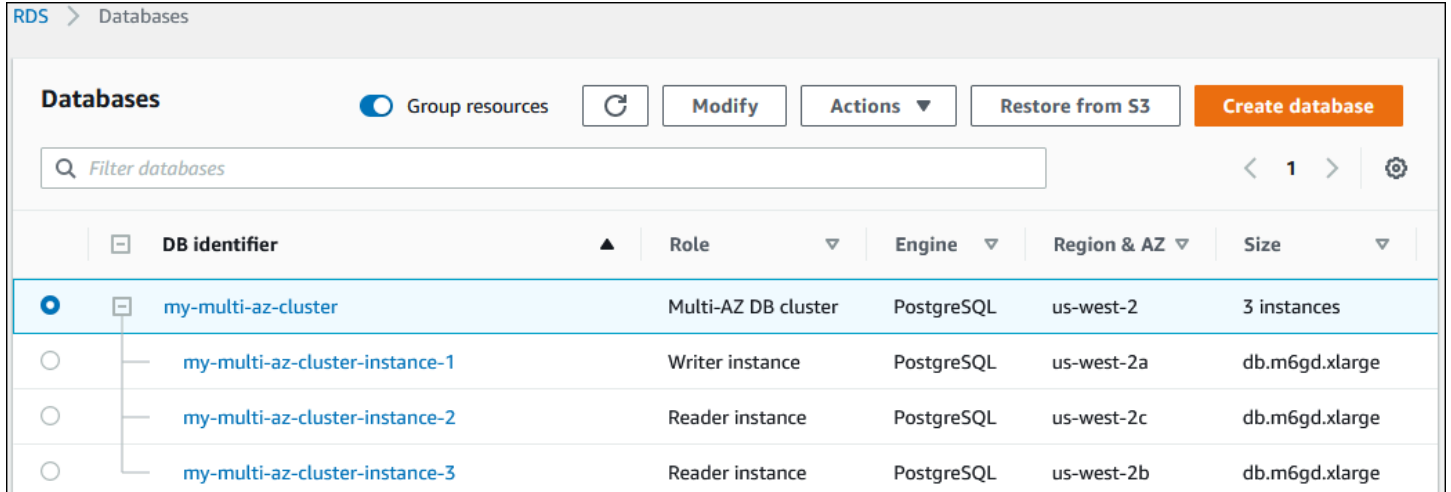 RDS > Databases
Databases Group resources Modify Actions ▼ Restore from S3 Create database
Filter databases < 1 >
DB identifier ▲ Role ▽ Engine ▽ Region & AZ ▽ Size ▽
my-multi-az-cluster Multi-AZ DB cluster PostgreSQL us-west-2 3 instances
my-multi-az-cluster-instance-1 Writer instance PostgreSQL us-west-2a db.m6gd.xlarge
my-multi-az-cluster-instance-2 Reader instance PostgreSQL us-west-2c db.m6gd.xlarge
my-multi-az-cluster-instance-3 Reader instance PostgreSQL us-west-2b db.m6gd.xlarge